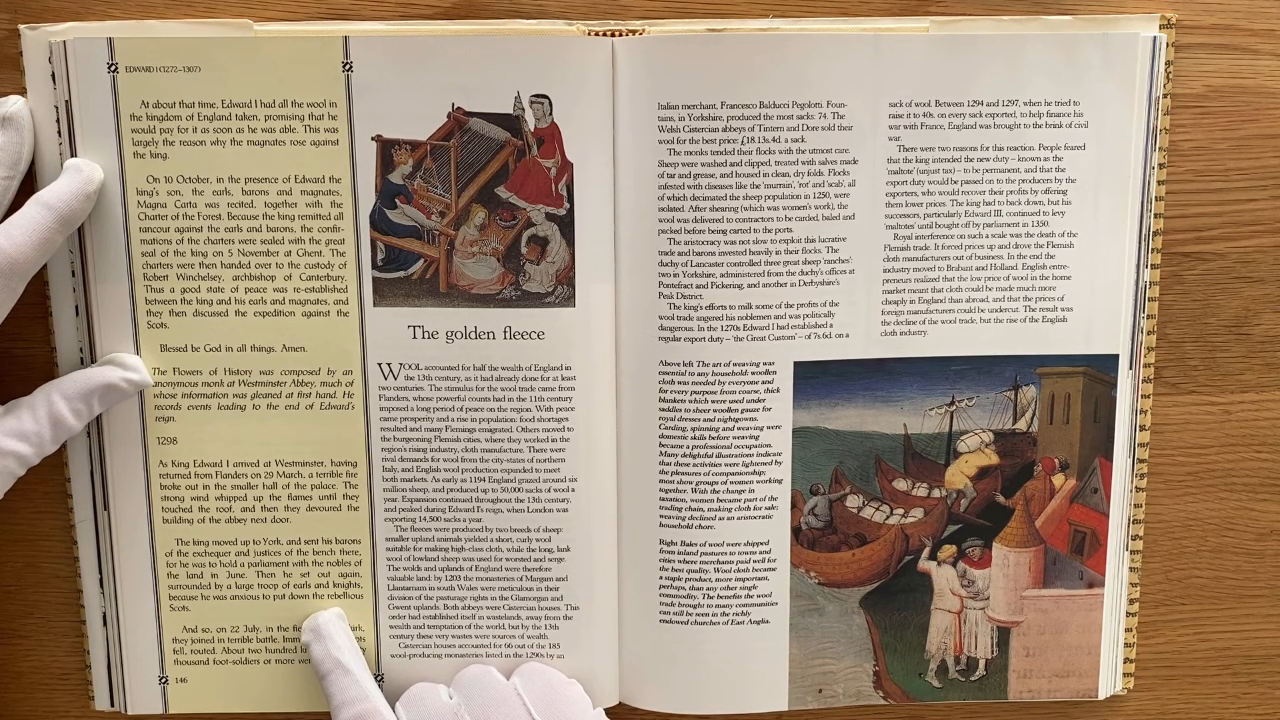 EDWARD I (1272–1307)
At about that time, Edward I had all the wool in
the kingdom of England taken, promising that he
would pay for it as soon as he was able. This was
largely the reason why the magnates rose against
the king.
On 10 October, in the presence of Edward the
king's son, the earls, barons and magnates,
Magna Carta was recited, together with the
Charter of the Forest. Because the king remitted all
rancour against the earls and barons, the confir-
mations of the charters were sealed with the great
seal of the king on 5 November at Ghent. The
charters were then handed over to the custody of
Robert Winchelsey, archbishop of Canterbury.
Thus a good state of peace was re-established
between the king and his earls and magnates, and
they then discussed the expedition against the
Scots.
Blessed be God in all things. Amen.
The Flowers of History was composed by an
anonymous monk at Westminster Abbey, much of
whose information was gleaned at first hand. He
records events leading to the end of Edward's
reign.
1298
As King Edward I arrived at Westminster, having
returned from Flanders on 29 March, a terrible fire
broke out in the smaller hall of the palace. The
strong wind whipped up the flames until they
touched the roof, and then they devoured the
building of the abbey next door.
The king moved up to York, and sent his barons
of the exchequer and justices of the bench there,
for he was to hold a parliament with the nobles of
the land in June. Then he set out again,
surrounded by a large troop of earls and knights,
because he was anxious to put down the rebellious
Scots.
And so, on 22 July, in the
they joined in terrible battle.
fell, routed. About two hundred
thousand foot-soldiers or more
146
The golden fleece
WOOL accounted for half the wealth of England in
the 13th century, as it had already done for at least
two centuries. The stimulus for the wool trade came from
Flanders, whose powerful counts had in the 11th century
imposed a long period of peace on the region. With peace
came prosperity and a rise in population: food shortages
resulted and many Flemings emigrated. Others moved to
the burgeoning Flemish cities, where they worked in the
region's rising industry, cloth manufacture. There were
rival demands for wool from the city-states of northern
Italy, and English wool production expanded to meet
both markets. As early as 1194 England grazed around six
million sheep, and produced up to 50,000 sacks of wool a
year. Expansion continued throughout the 13th century,
and peaked during Edward I's reign, when London was
exporting 14,500 sacks a year.
The fleeces were produced by two breeds of sheep:
smaller upland animals yielded a short, curly wool
suitable for making high-class cloth, while the long, lank
wool of lowland sheep was used for worsted and serge.
The wolds and uplands of England were therefore
valuable land: by 1203 the monasteries of Margam and
Llantarnam in south Wales were meticulous in their
division of the pasturage rights in the Glamorgan and
Gwent uplands. Both abbeys were Cistercian houses. This
order had established itself in wastelands, away from the
wealth and temptation of the world, but by the 13th
century these very wastes were sources of wealth.
Cistercian houses accounted for 66 out of the 185
wool-producing monasteries listed in the 1290s by an
Italian merchant, Francesco Balducci Pegolotti. Foun-
tains, in Yorkshire, produced the most sacks: 74. The
Welsh Cistercian abbeys of Tintern and Dore sold their
wool for the best price: £18.13s.4d. a sack.
The monks tended their flocks with the utmost care.
Sheep were washed and clipped, treated with salves made
of tar and grease, and housed in clean, dry folds. Flocks
infested with diseases like the 'murrain', 'rot' and 'scab', all
of which decimated the sheep population in 1250, were
isolated. After shearing (which was women's work), the
wool was delivered to contractors to be carded, baled and
packed before being carted to the ports.
The aristocracy was not slow to exploit this lucrative
trade and barons invested heavily in their flocks. The
duchy of Lancaster controlled three great sheep 'ranches':
two in Yorkshire, administered from the duchy's offices at
Pontefract and Pickering, and another in Derbyshire's
Peak District.
The king's efforts to milk some of the profits of the
wool trade angered his noblemen and was politically
dangerous. In the 1270s Edward I had established a
regular export duty – 'the Great Custom' – of 7s.6d. on a
sack of wool. Between 1294 and 1297, when he tried to
raise it to 40s. on every sack exported, to help finance his
war with France, England was brought to the brink of civil
war.
There were two reasons for this reaction. People feared
that the king intended the new duty – known as the
'maltote' (unjust tax) – to be permanent, and that the
export duty would be passed on to the producers by the
exporters, who would recover their profits by offering
them lower prices. The king had to back down, but his
successors, particularly Edward III, continued to levy
'maltotes' until bought off by parliament in 1350.
Royal interference on such a scale was the death of the
Flemish trade. It forced prices up and drove the Flemish
cloth manufacturers out of business. In the end the
industry moved to Brabant and Holland. English entre-
preneurs realized that the low price of wool in the home
market meant that cloth could be made much more
cheaply in England than abroad, and that the prices of
foreign manufacturers could be undercut. The result was
the decline of the wool trade, but the rise of the English
cloth industry.
Above left The art of weaving was
essential to any household: woollen
cloth was needed by everyone and
for every purpose from coarse, thick
blankets which were used under
saddles to sheer woollen gauze for
royal dresses and nightgowns.
Carding, spinning and weaving were
domestic skills before weaving
became a professional occupation.
Many delightful illustrations indicate
that these activities were lightened by
the pleasures of companionship;
most show groups of women working
together. With the change in
taxation, women became part of the
trading chain, making cloth for sale;
weaving declined as an aristocratic
household chore.
Right Bales of wool were shipped
from inland pastures to towns and
cities where merchants paid well for
the best quality. Wool cloth became
a staple product, more important,
perhaps, than any other single
commodity. The benefits the wool
trade brought to many communities
can still be seen in the richly
endowed churches of East Anglia.